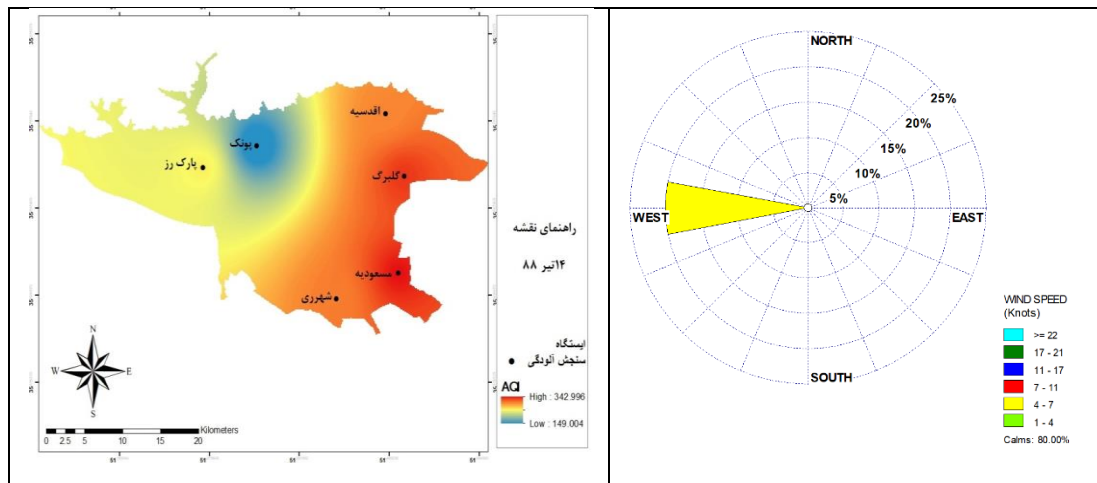 اقدسیه
پونک
پارک رز
گلبرگ
مسعودیه
شهرری
راهنمای نقشه
۱۴تیر ۸۸
ایستگاه
سنجش آلودگی
AQI
High : 342.996
Low : 149.004
N
W
E
S
Kilometers
0 2.5 5 10 15 20
NORTH
25%
20%
15%
10%
5%
WEST
EAST
SOUTH
WIND SPEED
(Knots)
>= 22
17 - 21
11 - 17
7 - 11
4 - 7
1 - 4
Calms: 80.00%